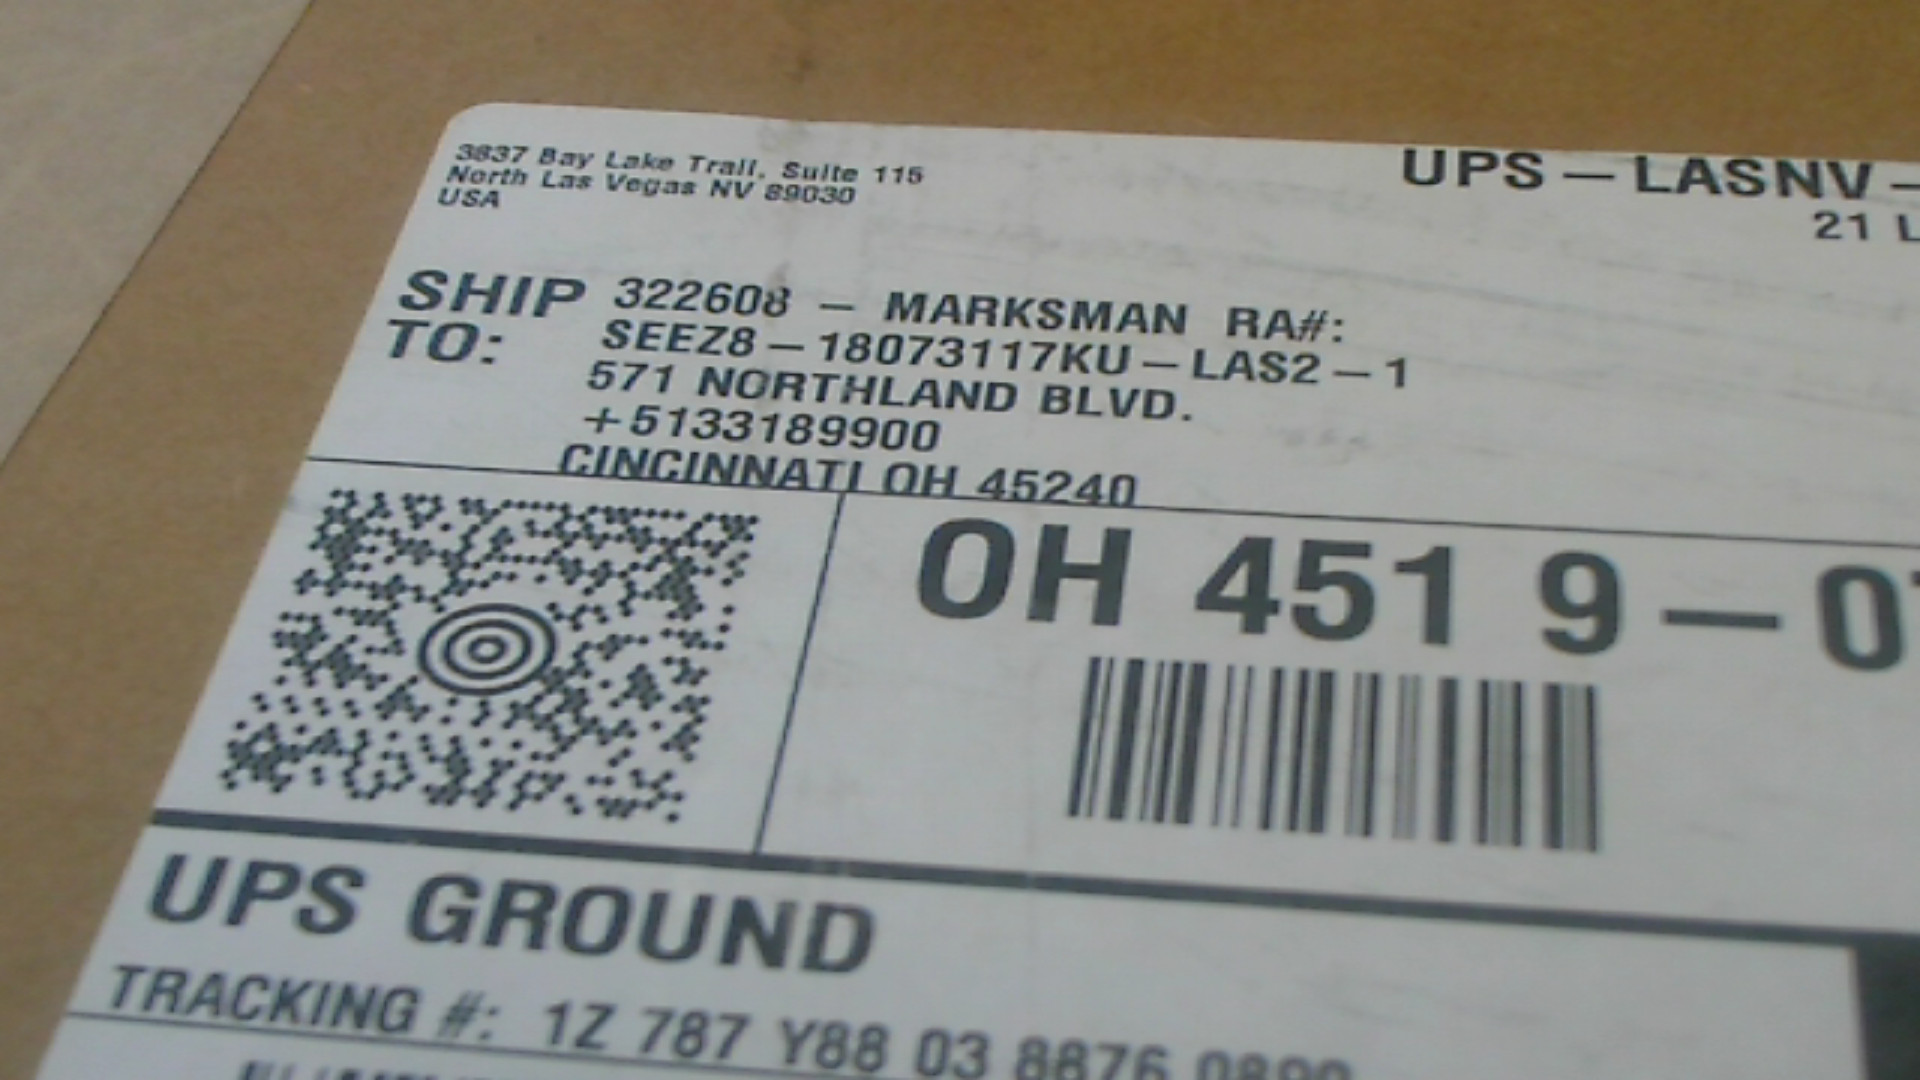 3837 Bay Lake Trail, Suite 115
North Las Vegas NV 89030
USA
UPS – LASNV –
21 L
SHIP TO:
322608 – MARKSMAN RA#:
SEEZ8 – 18073117KU – LAS2 – 1
571 NORTHLAND BLVD.
+5133189900
CINCINNATI OH 45240
OH 451 9 – 0
UPS GROUND
TRACKING #: 1Z 787 Y88 03 8876